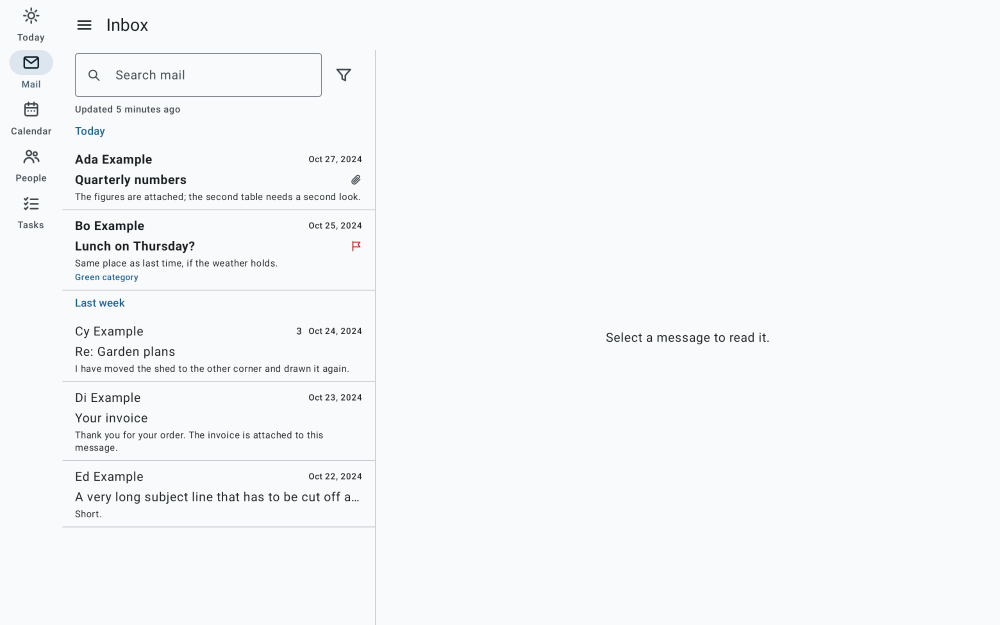 Today
Mail
Calendar
People
Tasks
Inbox
Search mail
Updated 5 minutes ago
Today
Ada Example Oct 27, 2024
Quarterly numbers
The figures are attached; the second table needs a second look.
Bo Example Oct 25, 2024
Lunch on Thursday?
Same place as last time, if the weather holds.
Green category
Last week
Cy Example 3 Oct 24, 2024
Re: Garden plans
I have moved the shed to the other corner and drawn it again.
Di Example Oct 23, 2024
Your invoice
Thank you for your order. The invoice is attached to this
message.
Ed Example Oct 22, 2024
A very long subject line that has to be cut off a…
Short.
Select a message to read it.